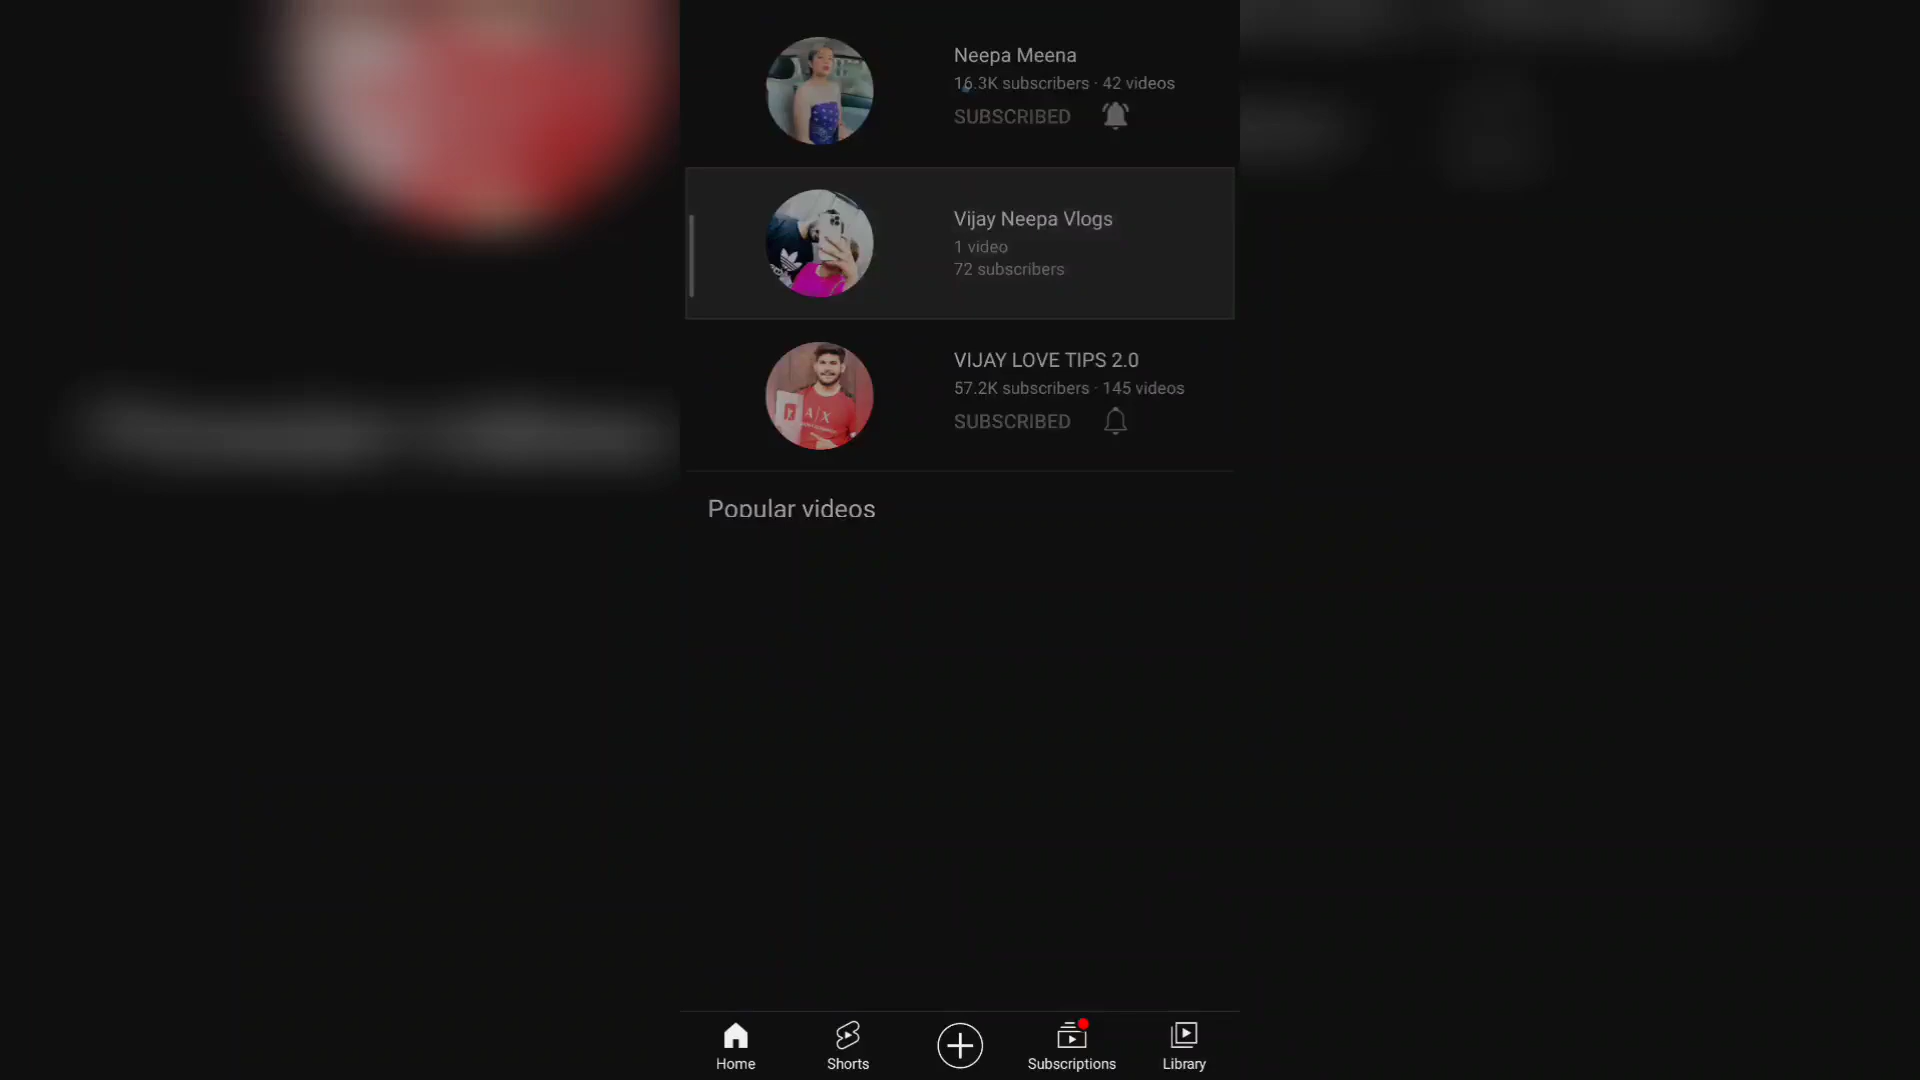 Neepa Meena
16.3K subscribers · 42 videos
SUBSCRIBED
Vijay Neepa Vlogs
1 video
72 subscribers
VIJAY LOVE TIPS 2.0
A/X
57.2K subscribers · 145 videos
SUBSCRIBED
Popular videos
Home
Shorts
Subscriptions
Library